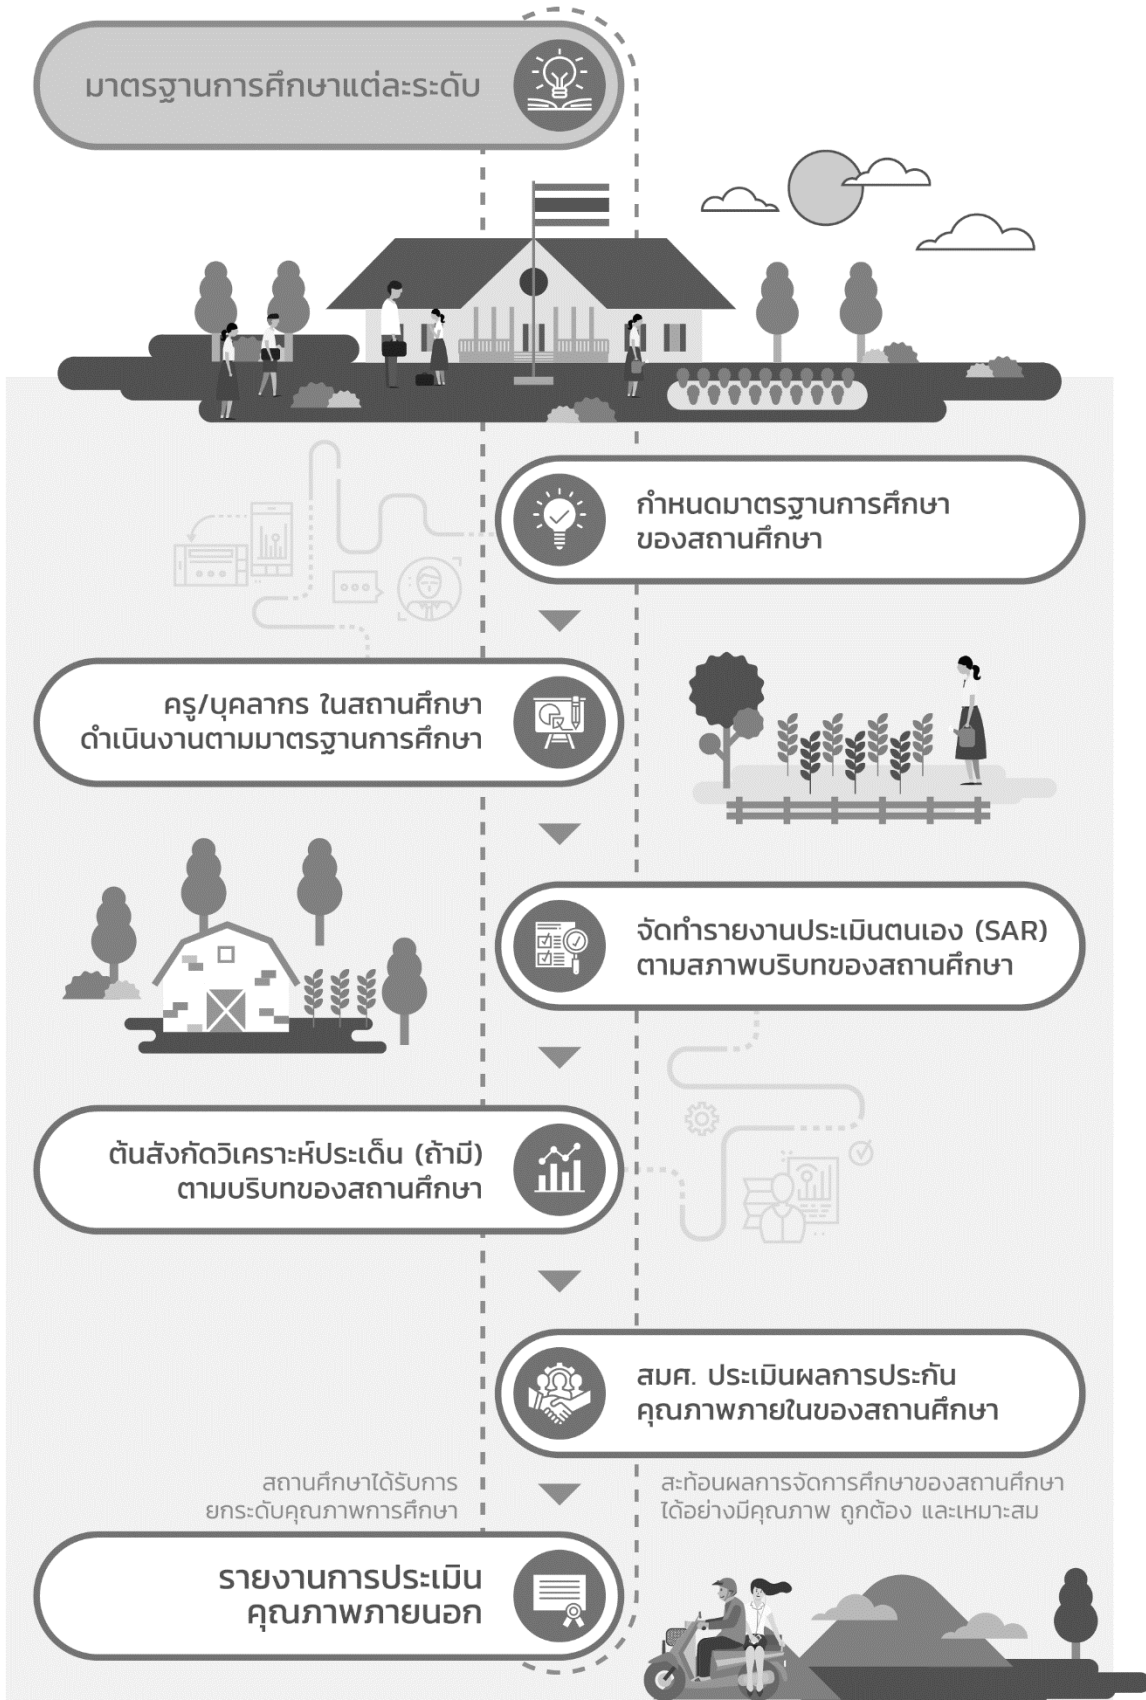 มาตรฐานการศึกษาแต่ละระดับ
กำหนดมาตรฐานการศึกษา
ของสถานศึกษา
ครู/บุคลากร ในสถานศึกษา
ดำเนินงานตามมาตรฐานการศึกษา
จัดทำรายงานประเมินตนเอง (SAR)
ตามสภาพบริบทของสถานศึกษา
ต้นสังกัดวิเคราะห์ประเด็น (ถ้ามี)
ตามบริบทของสถานศึกษา
สมศ. ประเมินผลการประกัน
คุณภาพภายในของสถานศึกษา
สถานศึกษาได้รับการ
ยกระดับคุณภาพการศึกษา
สะท้อนผลการจัดการศึกษาของสถานศึกษา
ได้อย่างมีคุณภาพ ถูกต้อง และเหมาะสม
รายงานการประเมิน
คุณภาพภายนอก